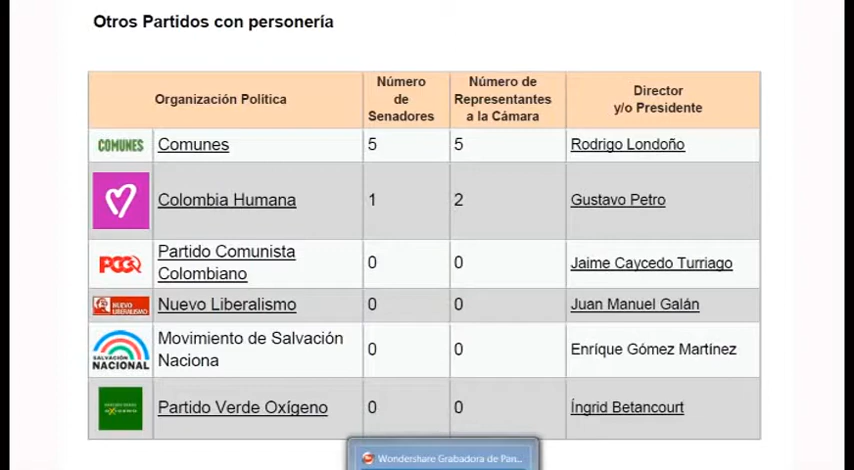 Otros Partidos con personería
Organización Política
Número
de
Senadores
Número de
Representantes
a la Cámara
Director
y/o Presidente
COMUNES
Comunes
5
5
Rodrigo Londoño
Colombia Humana
1
2
Gustavo Petro
PCC
Partido Comunista
Colombiano
0
0
Jaime Caycedo Turriago
NUEVO
LIBERALISMO
Nuevo Liberalismo
0
0
Juan Manuel Galán
SALVACIÓN
NACIONAL
Movimiento de Salvación
Naciona
0
0
Enríque Gómez Martínez
Partido Verde Oxígeno
0
0
Íngrid Betancourt
Wondershare Grabadora de Pan...